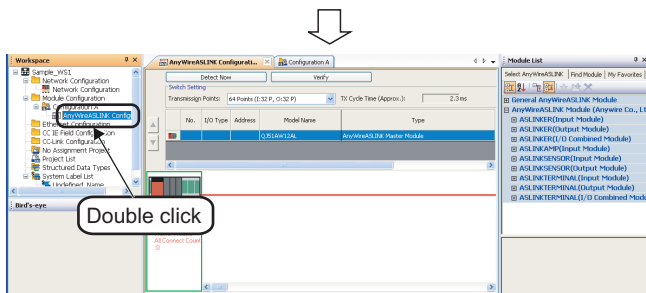 Workspace
Sample_WS1
Network Configuration
Network Configuration
Module Configuration
Configuration A
AnyWireASLINK Config
Ethernet Configuration
CC IE Field Configuration
CC-Link Configuration
No Assignment Project
Project List
Structured Data Types
System Label List
Undefined Name
Bird's-eye
Double click
AnyWireASLINK Configurati...
Configuration A
Detect Now
Verify
Switch Setting
Transmission Points:
64 Points (I:32 P, O:32 P)
TX Cycle Time (Approx.):
2.3 ms
No.
I/O Type
Address
Model Name
Type
QJ51AW12AL
AnyWireASLINK Master Module
All Connect Count
Module List
Select AnyWireASLINK
Find Module
My Favorites
General AnyWireASLINK Module
AnyWireASLINK Module (Anywire Co., Lt
ASLINKER(Input Module)
ASLINKER(Output Module)
ASLINKER(I/O Combined Module)
ASLINKAMP(Input Module)
ASLINKSENSOR(Input Module)
ASLINKSENSOR(Output Module)
ASLINKTERMINAL(Input Module)
ASLINKTERMINAL(Output Module)
ASLINKTERMINAL(I/O Combined Modu